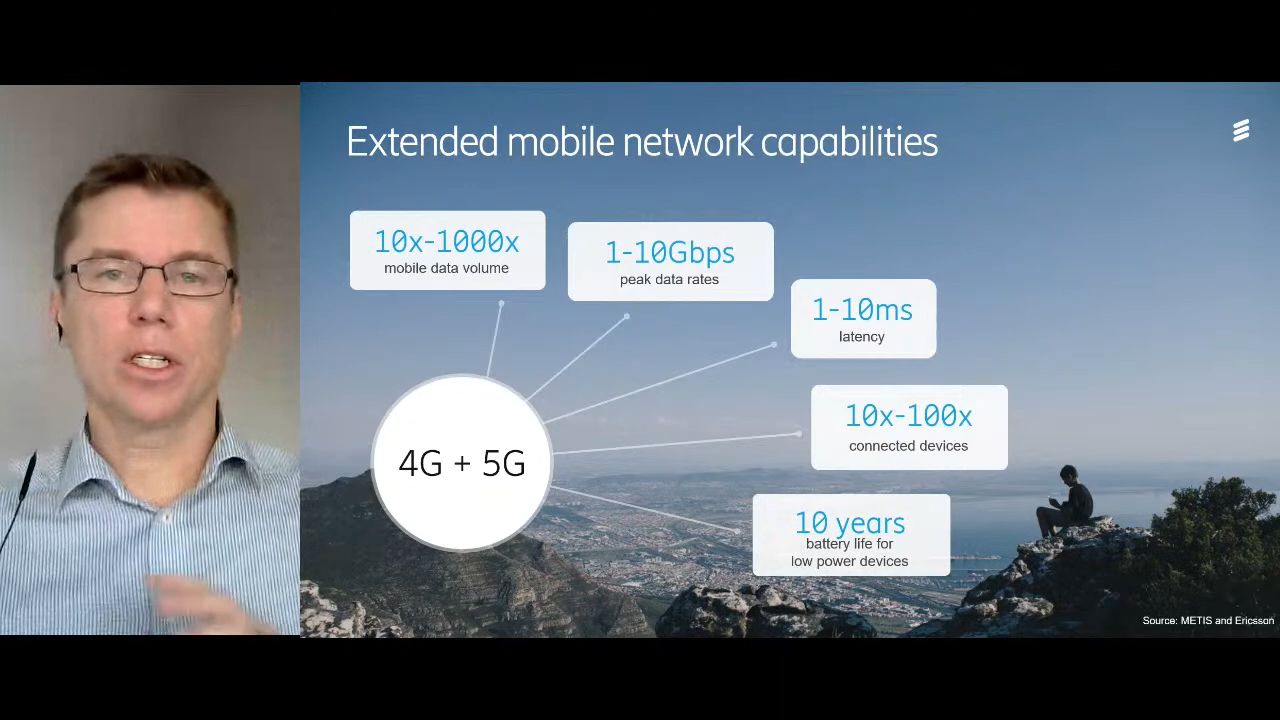 Extended mobile network capabilities
10x-1000x
mobile data volume
1-10Gbps
peak data rates
1-10ms
latency
10x-100x
connected devices
4G + 5G
10 years
battery life for
low power devices
Source: METIS and Ericsson